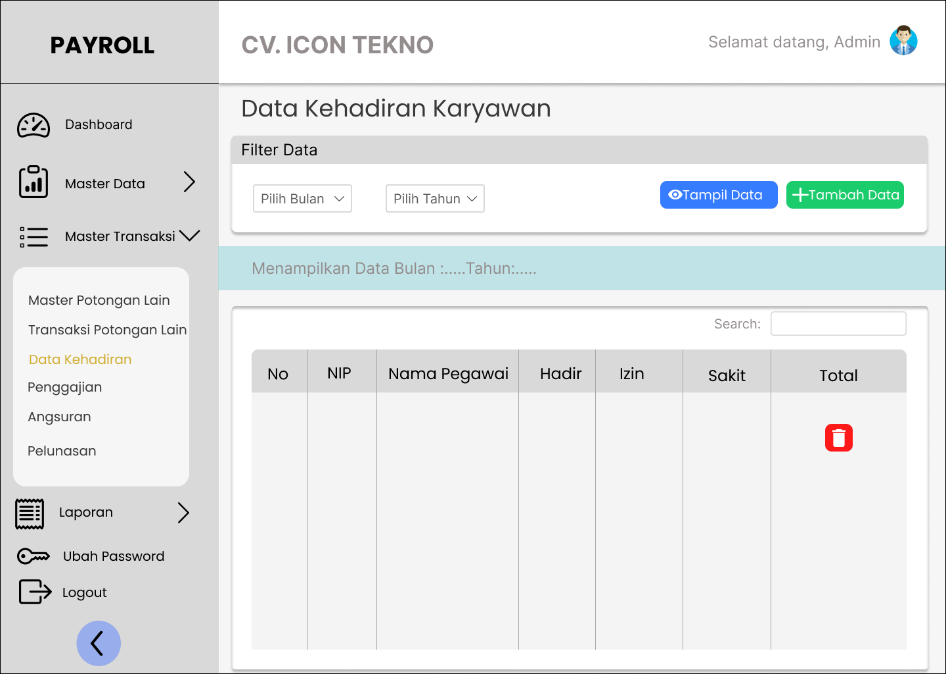 PAYROLL
CV. ICON TEKNO
Selamat datang, Admin
Dashboard
Master Data
Master Transaksi
Master Potongan Lain
Transaksi Potongan Lain
Data Kehadiran
Penggajian
Angsuran
Pelunasan
Laporan
Ubah Password
Logout
Data Kehadiran Karyawan
Filter Data
Pilih Bulan
Pilih Tahun
Tampil Data
Tambah Data
Menampilkan Data Bulan :.....Tahun:.....
Search:
No NIP Nama Pegawai Hadir Izin Sakit Total